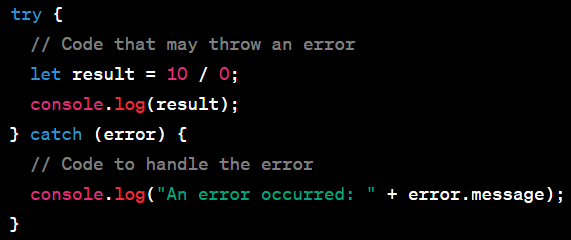 try {
  // Code that may throw an error
  let result = 10 / 0;
  console.log(result);
} catch (error) {
  // Code to handle the error
  console.log("An error occurred: " + error.message);
}